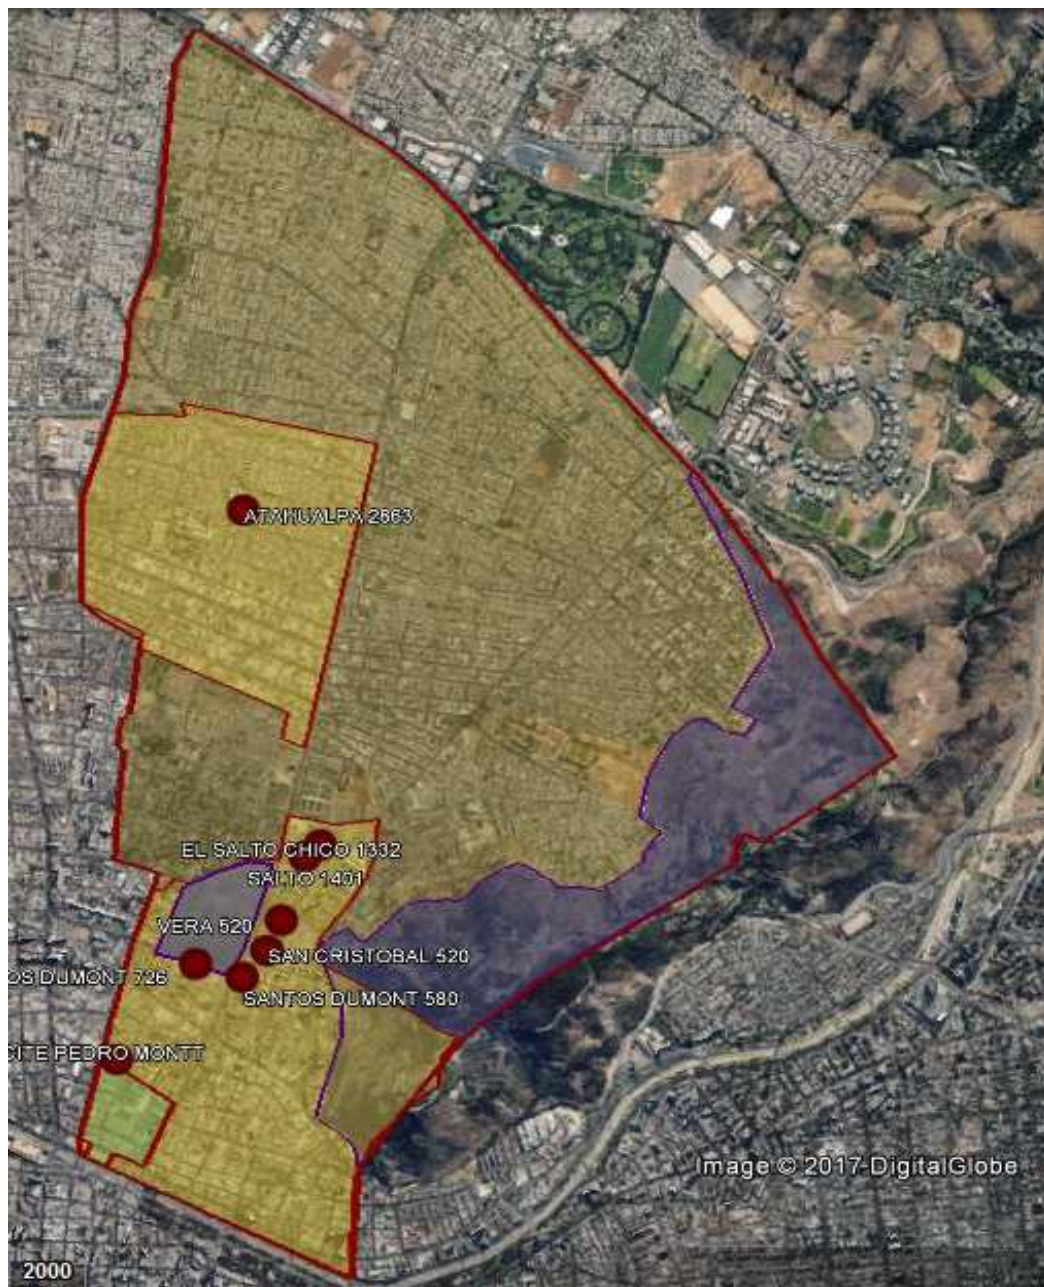 ATAHUALPA 2863
EL SALTO CHICO 1332
SALTO 1401
VERA 520
SAN CRISTOBAL 520
OS DUMONT 726
SANTOS DUMONT 580
CITE PEDRO MONTT
Image © 2017 DigitalGlobe
2000